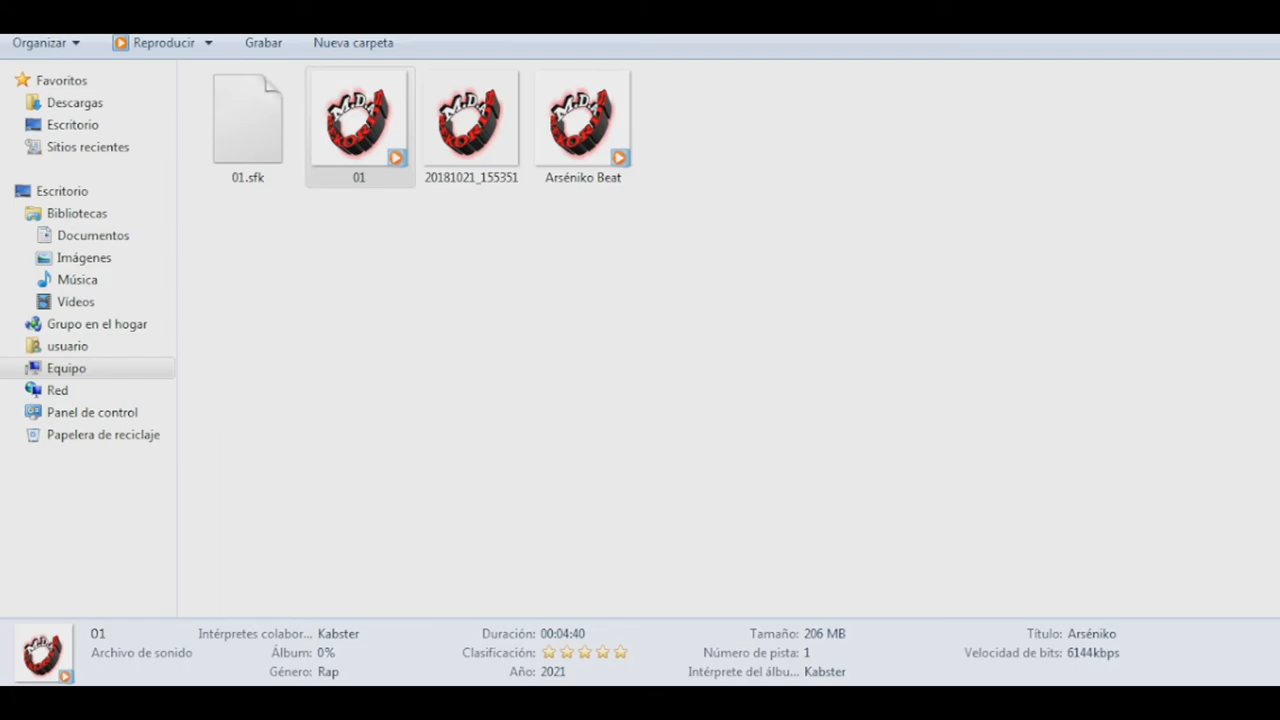 Organizar Reproducir Grabar Nueva carpeta
Favoritos
Descargas
Escritorio
Sitios recientes
Escritorio
Bibliotecas
Documentos
Imágenes
Música
Vídeos
Grupo en el hogar
usuario
Equipo
Red
Panel de control
Papelera de reciclaje
M.D.A M.D.A M.D.A
01.sfk 01 20181021_155351 Arséniko Beat
01 Intérpretes colabor... Kabster Duración: 00:04:40 Tamaño: 206 MB Título: Arséniko
Archivo de sonido Álbum: 0% Clasificación: Número de pista: 1 Velocidad de bits: 6144kbps
Género: Rap Año: 2021 Intérprete del álbu... Kabster